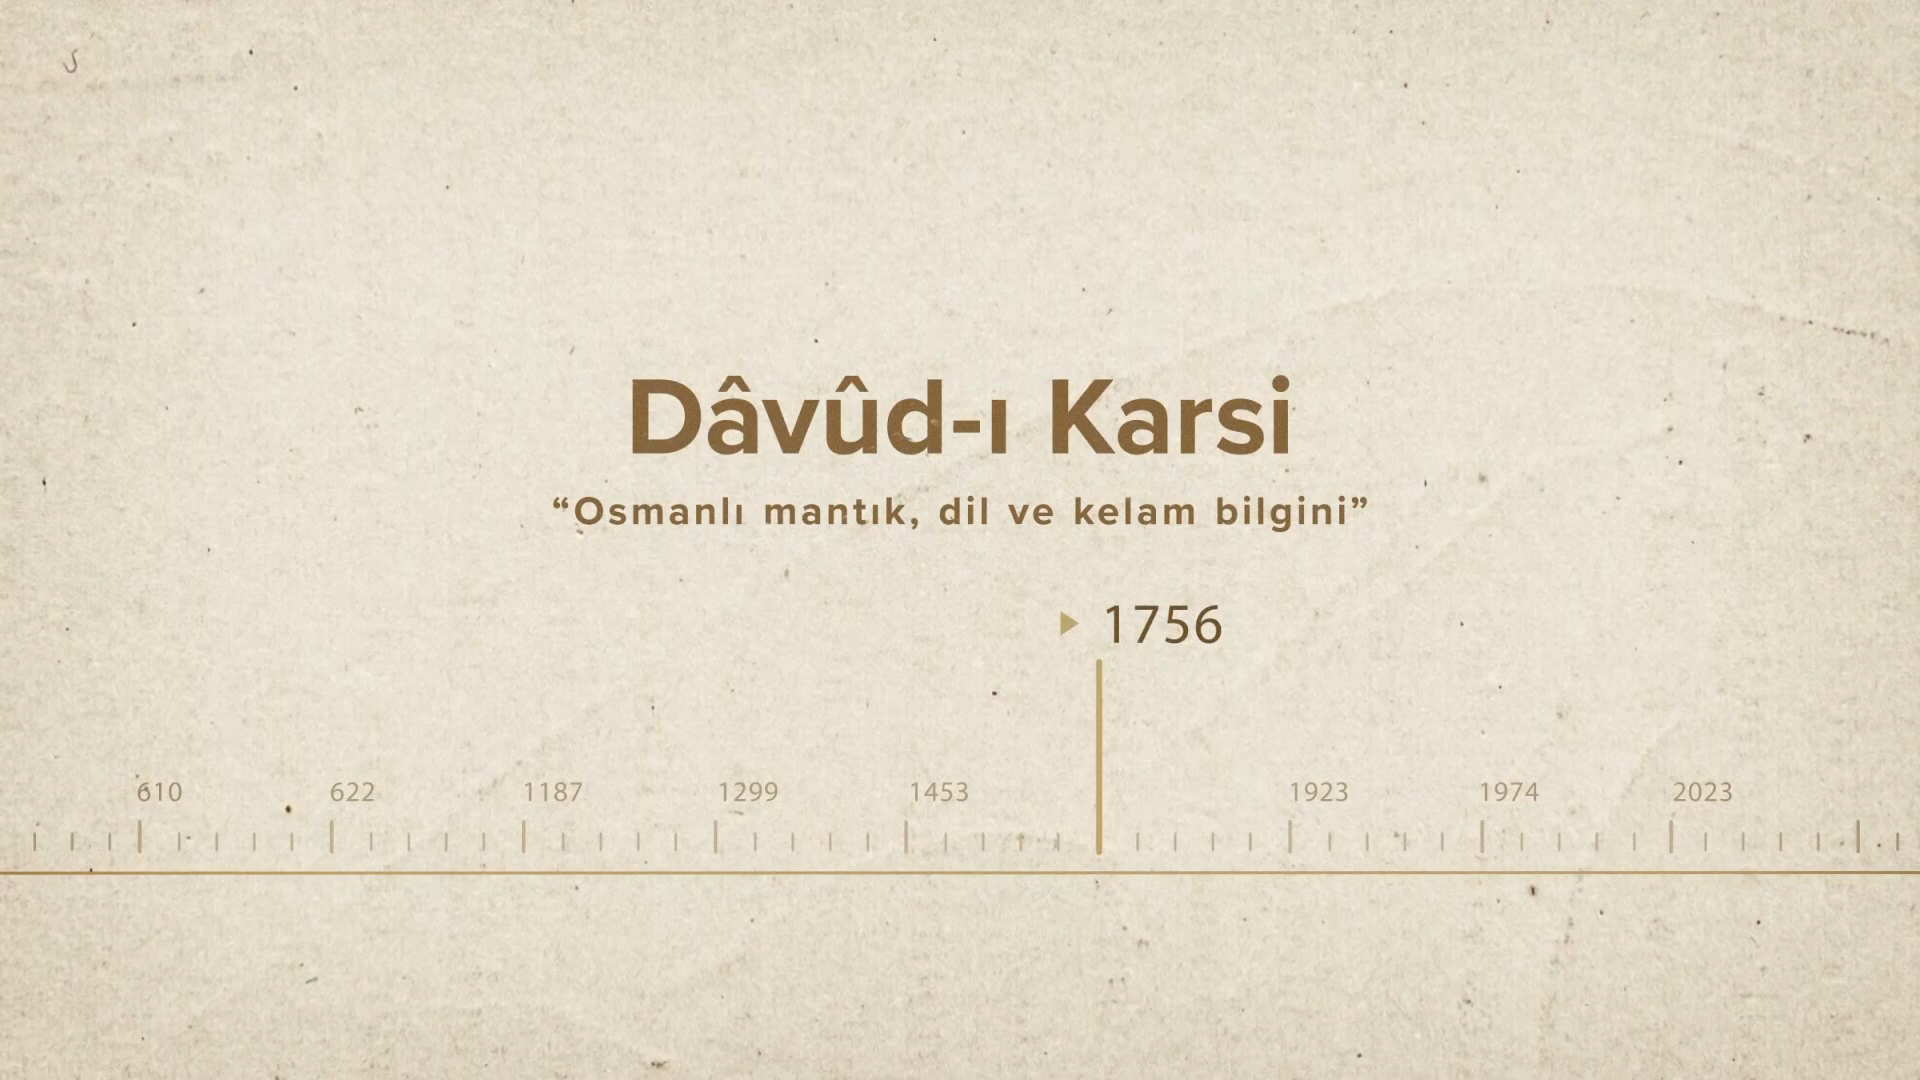 Dâvûd-ı Karsi
“Osmanlı mantık, dil ve kelam bilgini”
1756
610 622 1187 1299 1453 1923 1974 2023